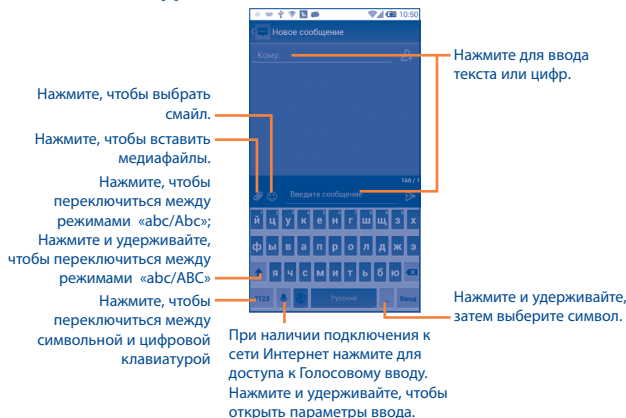 10:50
Новое сообщение
Кому:
Нажмите для ввода
текста или цифр.
Нажмите, чтобы выбрать
смайл.
Нажмите, чтобы вставить
медиафайлы.
Нажмите, чтобы
переключиться между
режимами «abc/Abc»;
Нажмите и удерживайте,
чтобы переключиться между
режимами «abc/ABC»
Нажмите, чтобы
переключиться между
символьной и цифровой
клавиатурой
160 / 1
Введите сообщение
й ц у к е н г ш щ з х
ф ы в а п р о л д ж э
я ч с м и т ь б ю
?123 Русский . Ввод
При наличии подключения к
сети Интернет нажмите для
доступа к Голосовому вводу.
Нажмите и удерживайте, чтобы
открыть параметры ввода.
Нажмите и удерживайте,
затем выберите символ.